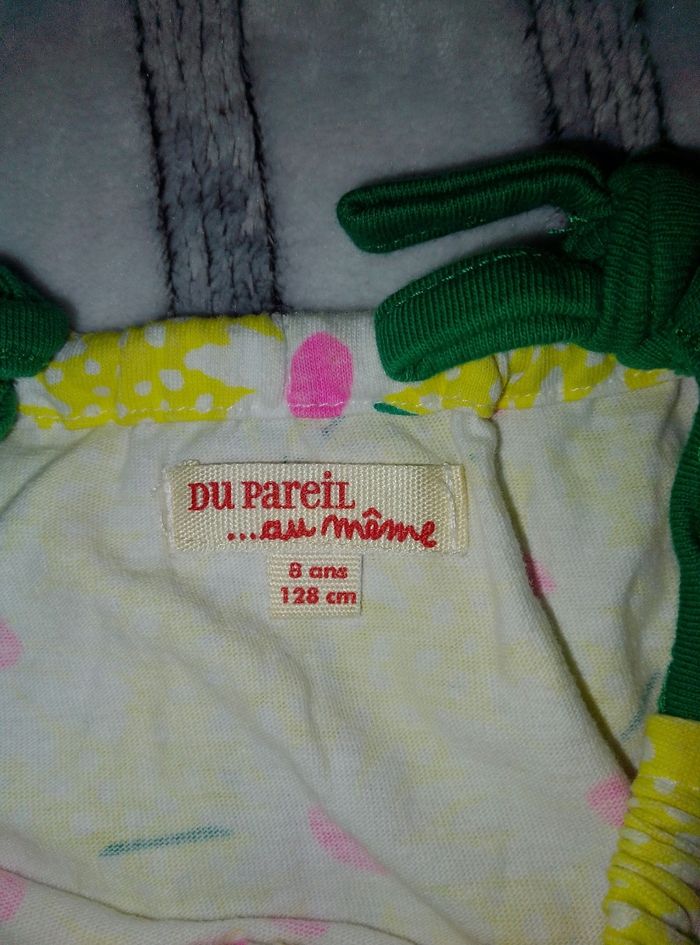 DU PAREIL
...au même
8 ans
128 cm